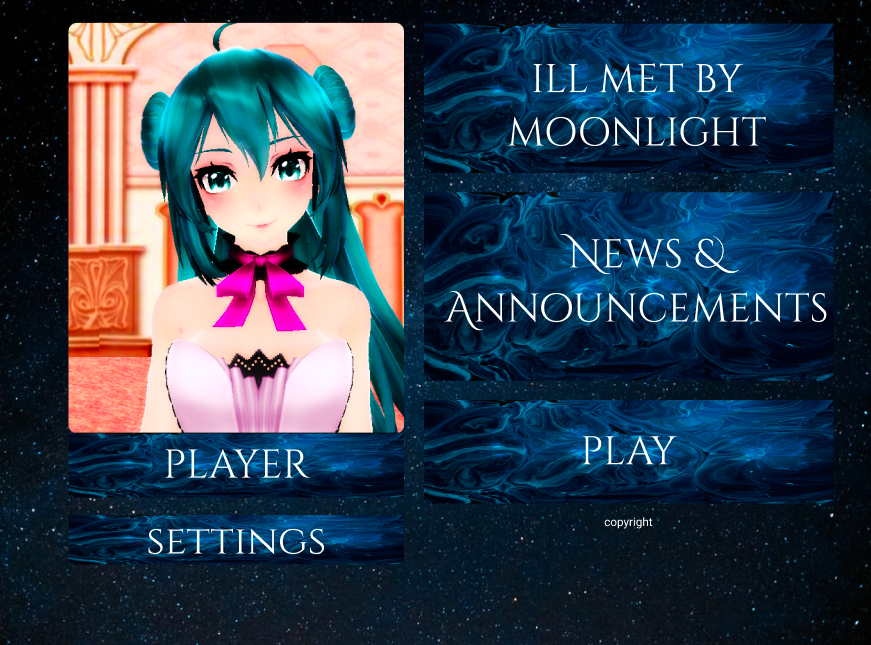 ILL MET BY
MOONLIGHT
NEWS &
ANNOUNCEMENTS
PLAYER
PLAY
SETTINGS
copyright